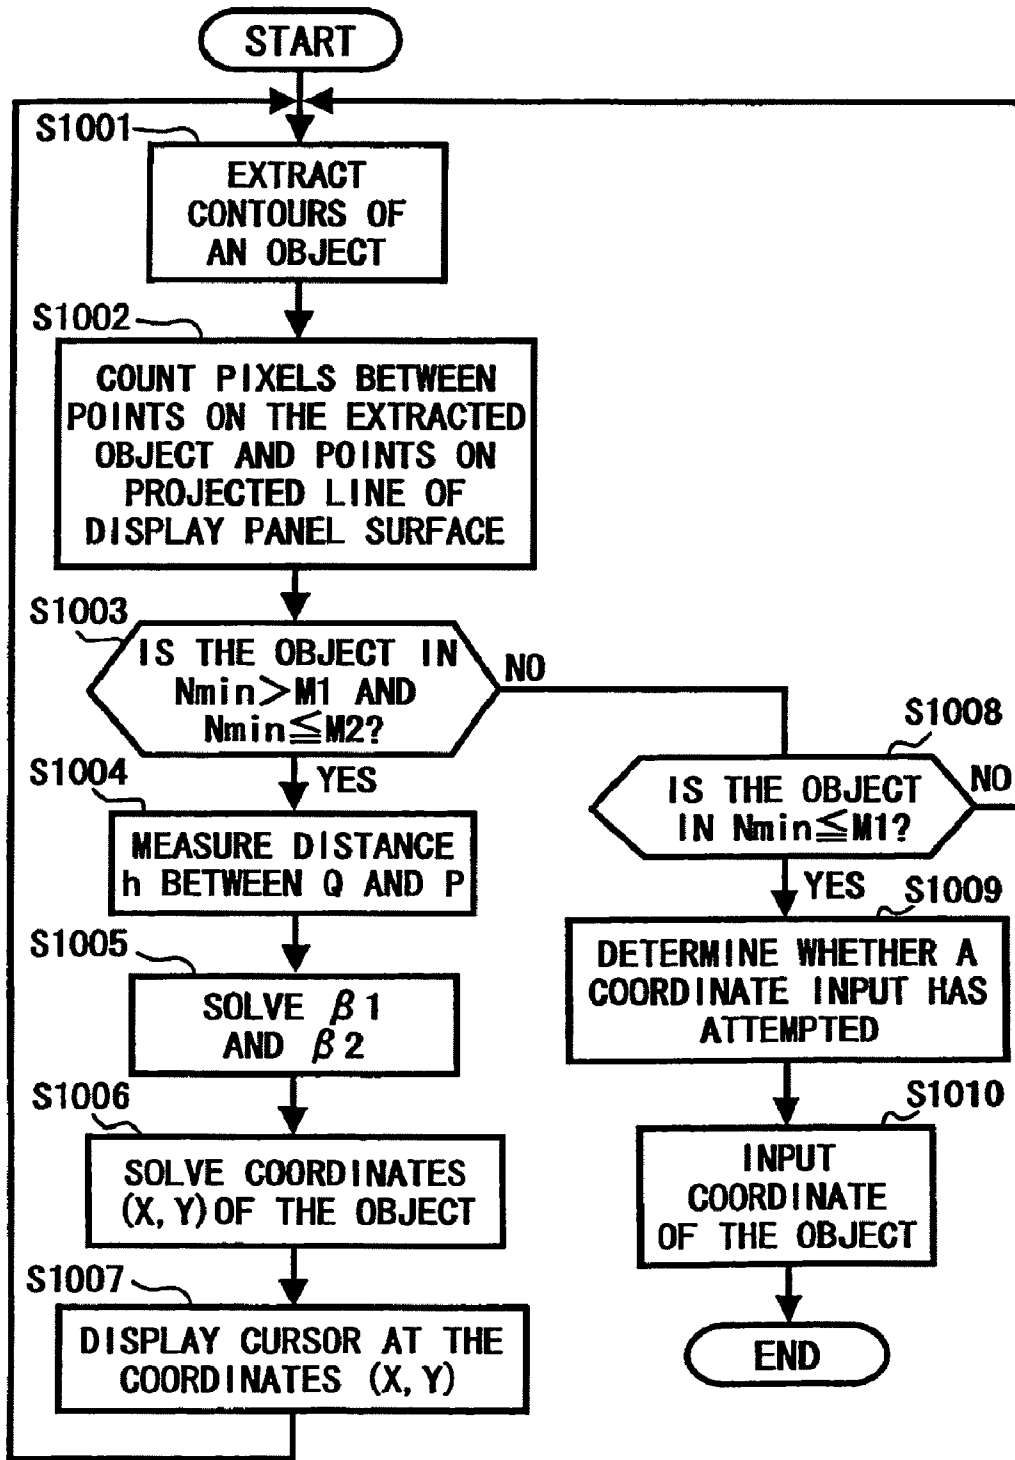 START
S1001
EXTRACT
CONTOURS OF
AN OBJECT
S1002
COUNT PIXELS BETWEEN
POINTS ON THE EXTRACTED
OBJECT AND POINTS ON
PROJECTED LINE OF
DISPLAY PANEL SURFACE
S1003
IS THE OBJECT IN
Nmin>M1 AND
Nmin≦M2?
NO
YES
S1004
MEASURE DISTANCE
h BETWEEN Q AND P
S1005
SOLVE β1
AND β2
S1006
SOLVE COORDINATES
(X, Y) OF THE OBJECT
S1007
DISPLAY CURSOR AT THE
COORDINATES (X, Y)
S1008
IS THE OBJECT
IN Nmin≦M1?
NO
YES
S1009
DETERMINE WHETHER A
COORDINATE INPUT HAS
ATTEMPTED
S1010
INPUT
COORDINATE
OF THE OBJECT
END